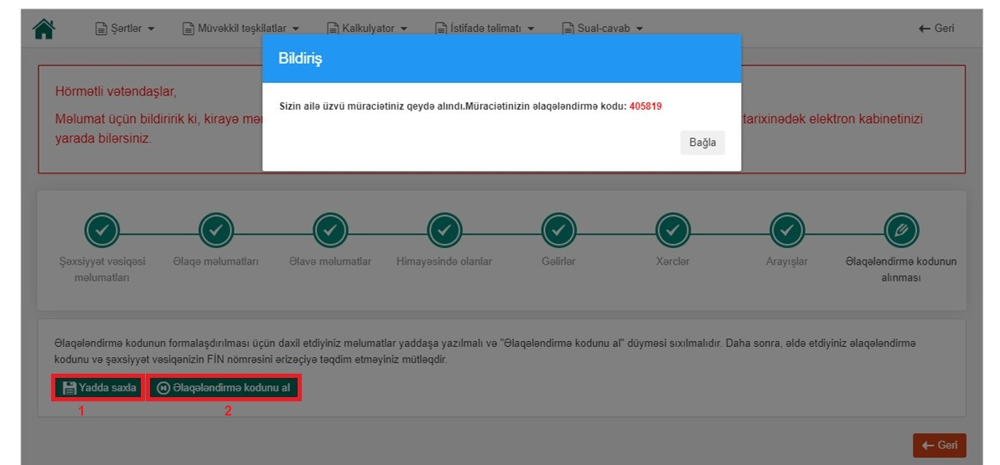 Şərtlər
Müvəkkil təşkilatlar
Kalkulyator
İstifadə təlimatı
Sual-cavab
Geri
Bildiriş
Sizin ailə üzvü müraciətiniz qeydə alındı.Müraciətinizin əlaqələndirmə kodu: 405819
Bağla
Hörmətli vətəndaşlar,
Məlumat üçün bildiririk ki, kirayə
tarixinədək elektron kabinetinizi
yarada bilərsiniz.
Şəxsiyyət vəsiqəsi
məlumatları
Əlaqə məlumatları
Əlavə məlumatlar
Himayəsində olanlar
Gəlirlər
Xərclər
Arayışlar
Əlaqələndirmə kodunun
alınması
Əlaqələndirmə kodunun formalaşdırılması üçün daxil etdiyiniz məlumatlar yaddaşa yazılmalı və "Əlaqələndirmə kodunu al" düyməsi sıxılmalıdır. Daha sonra, əldə etdiyiniz əlaqələndirmə
kodunu və şəxsiyyət vəsiqənizin FİN nömrəsini ərizəçiyə təqdim etməyiniz mütləqdir.
Yadda saxla
Əlaqələndirmə kodunu al
1
2
Geri